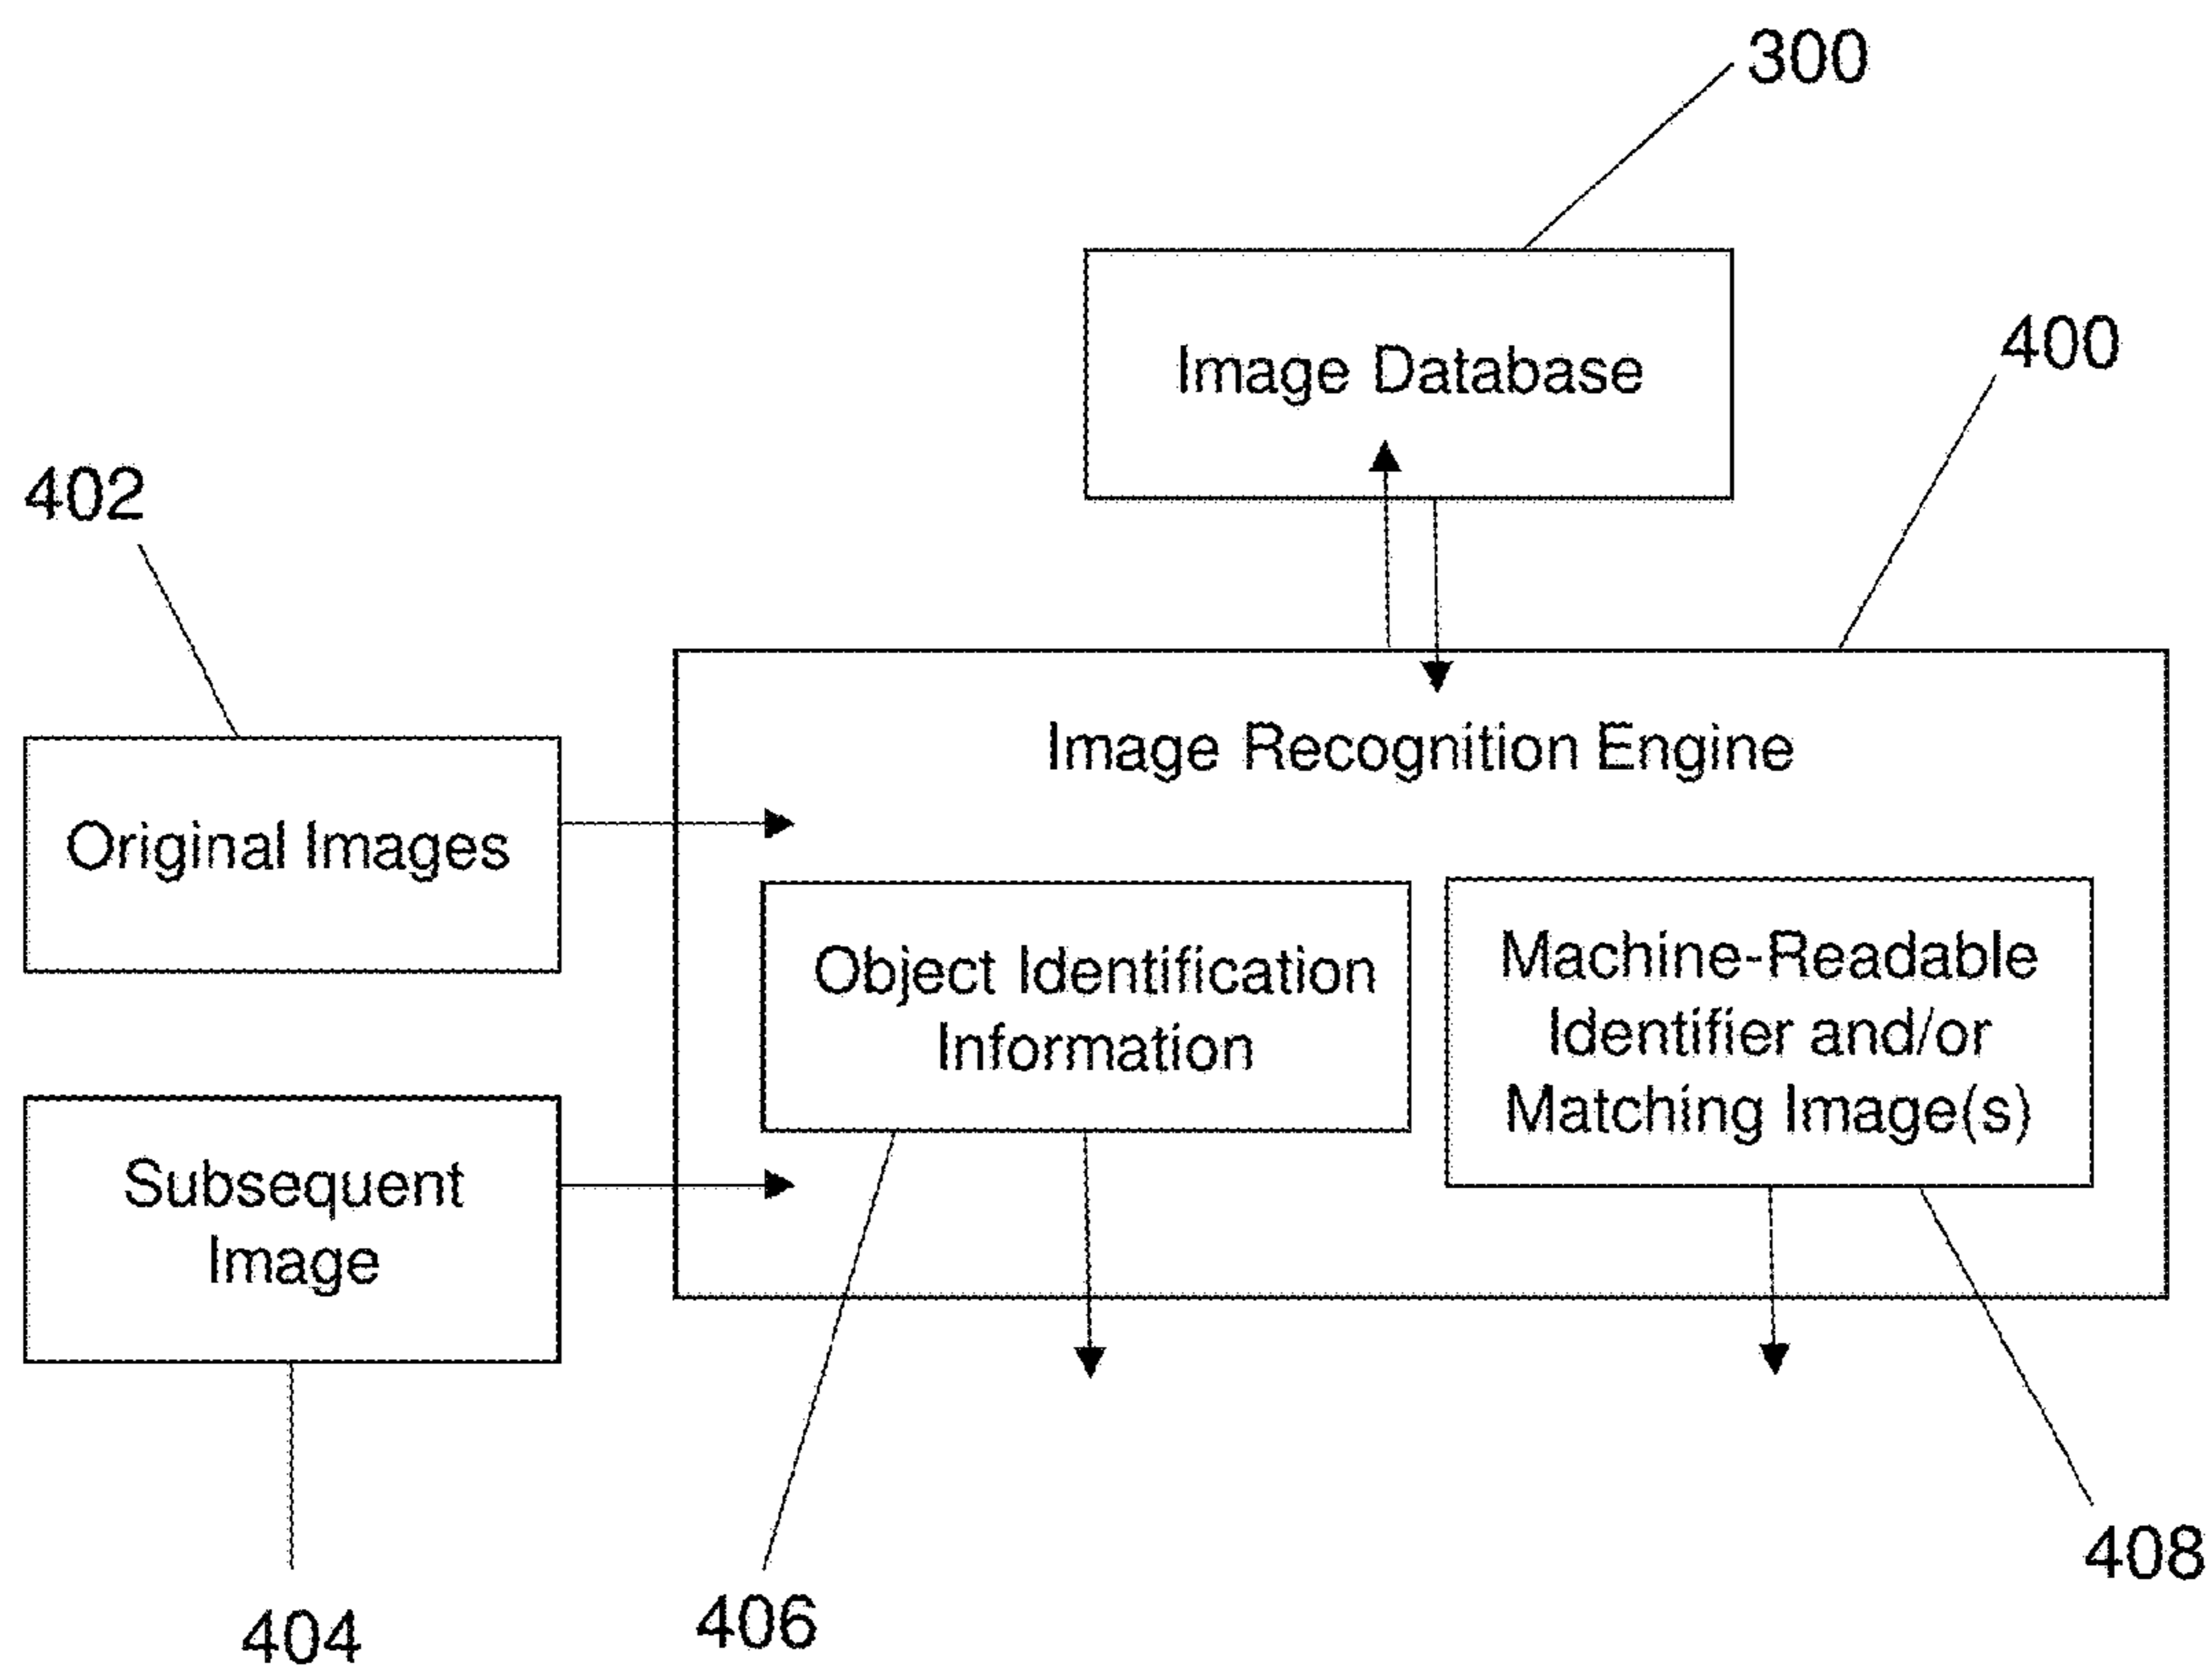 300
Image Database
400
402
Image Recognition Engine
Original Images
Object Identification
Information
Machine-Readable
Identifier and/or
Matching Image(s)
Subsequent
Image
404
406
408